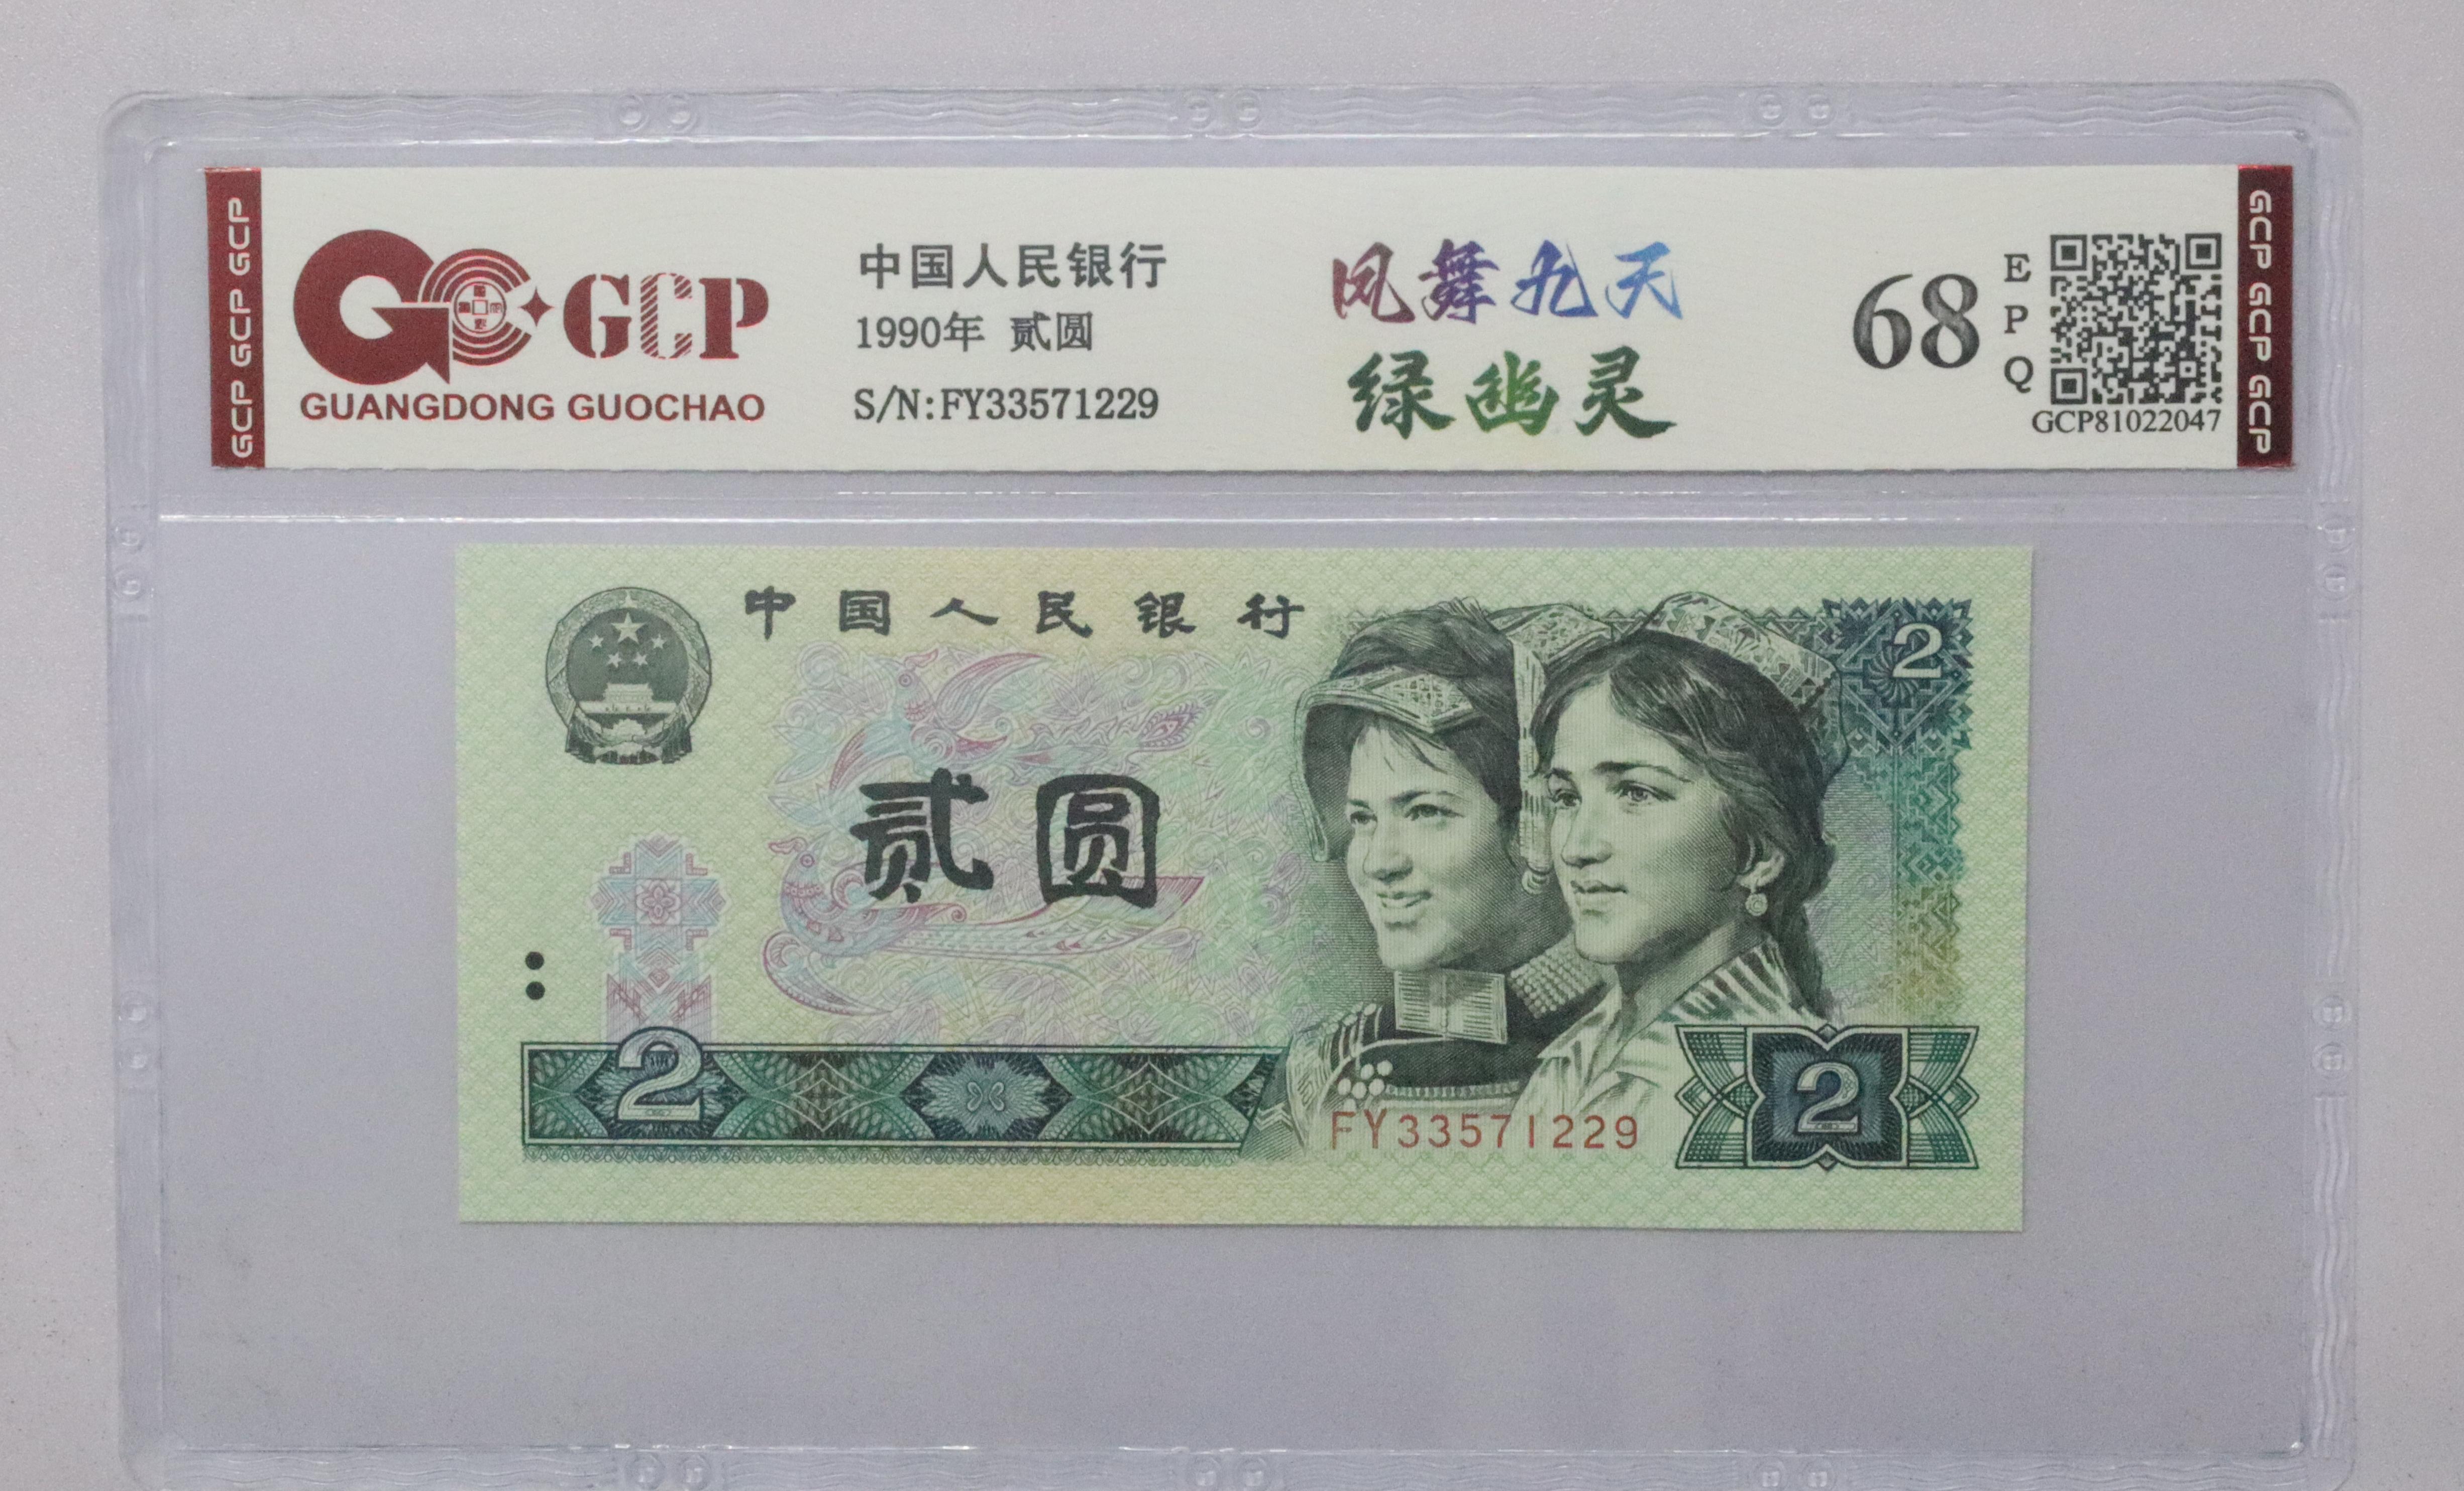 GCP GCP GCP
GCP
GUANGDONG GUOCHAO
中国人民银行
1990年 贰圆
S/N:FY33571229
凤舞九天
绿幽灵
68
E
P
Q
GCP81022047
GCP GCP GCP
中国人民银行
2
贰圆
2
2
FY33571229